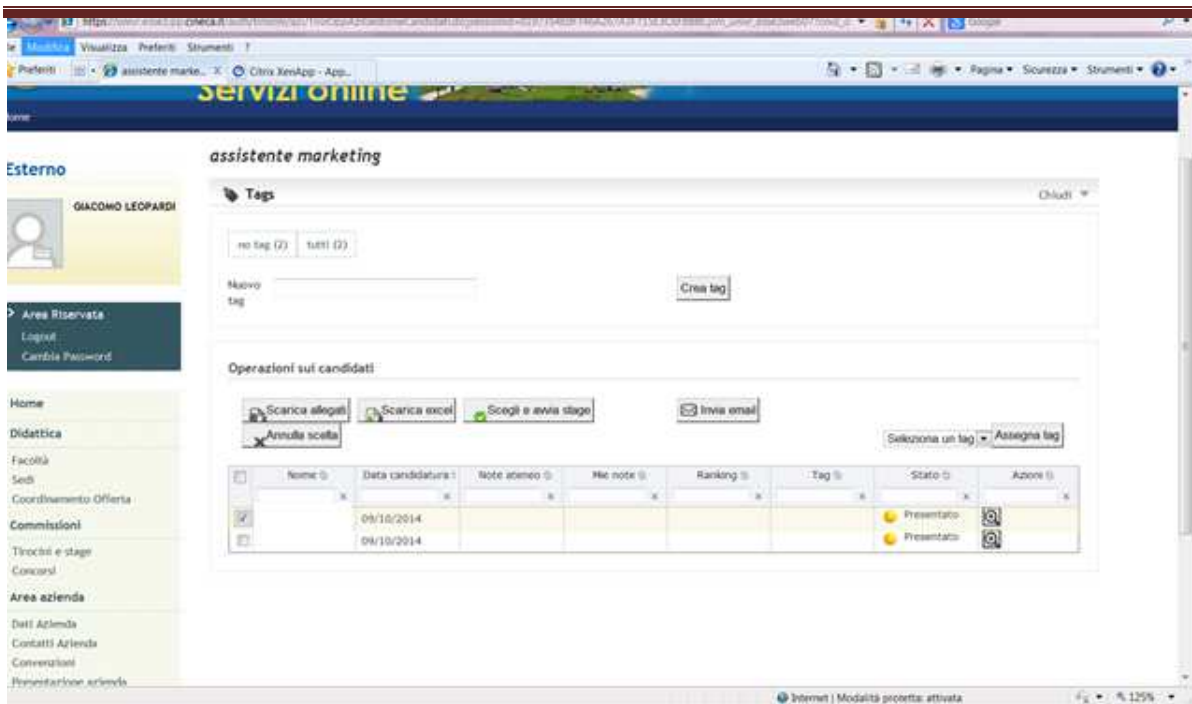 Modifica Visualizza Preferiti Strumenti ?
Preferiti assistente marke... X Citrix XenApp - App...
Pagina Sicurezza Strumenti
Servizi online
Home
Esterno
GIACOMO LEOPARDI
Area Riservata
Logout
Cambia Password
Home
Didattica
Facoltà
Sedi
Coordinamento Offerta
Commissioni
Tirocini e stage
Concorsi
Area azienda
Dati Azienda
Contatti Azienda
Convenzioni
Presentazione azienda
assistente marketing
Tags Chiudi
no tag (2) tutti (2)
Nuovo
tag
Crea tag
Operazioni sui candidati
Scarica allegati Scarica excel Scegli e avvia stage Invia email
Annulla scelta Seleziona un tag Assegna tag
Nome Data candidatura Note ateneo Mie note Ranking Tag Stato Azioni
09/10/2014 Presentato
09/10/2014 Presentato
Internet | Modalità protetta: attivata 125%